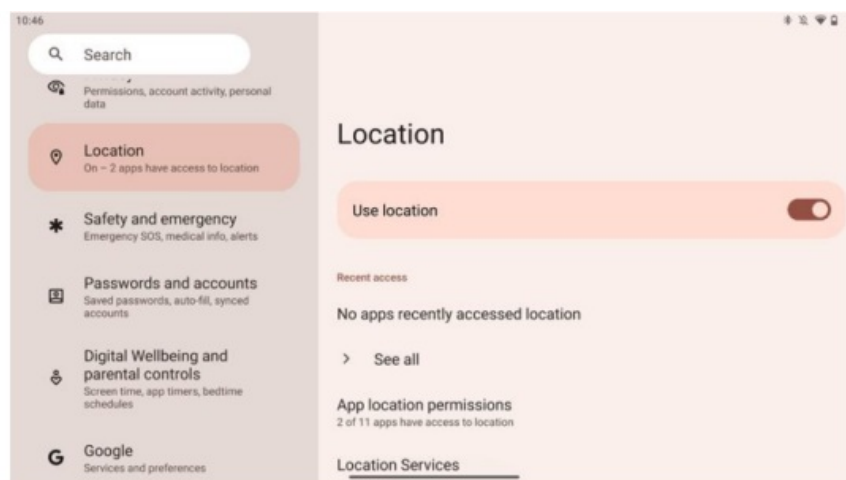 10:46
Search
Permissions, account activity, personal
data
Location
On – 2 apps have access to location
Safety and emergency
Emergency SOS, medical info, alerts
Passwords and accounts
Saved passwords, auto-fill, synced
accounts
Digital Wellbeing and
parental controls
Screen time, app timers, bedtime
schedules
G Google
Services and preferences
Location
Use location
Recent access
No apps recently accessed location
See all
App location permissions
2 of 11 apps have access to location
Location Services